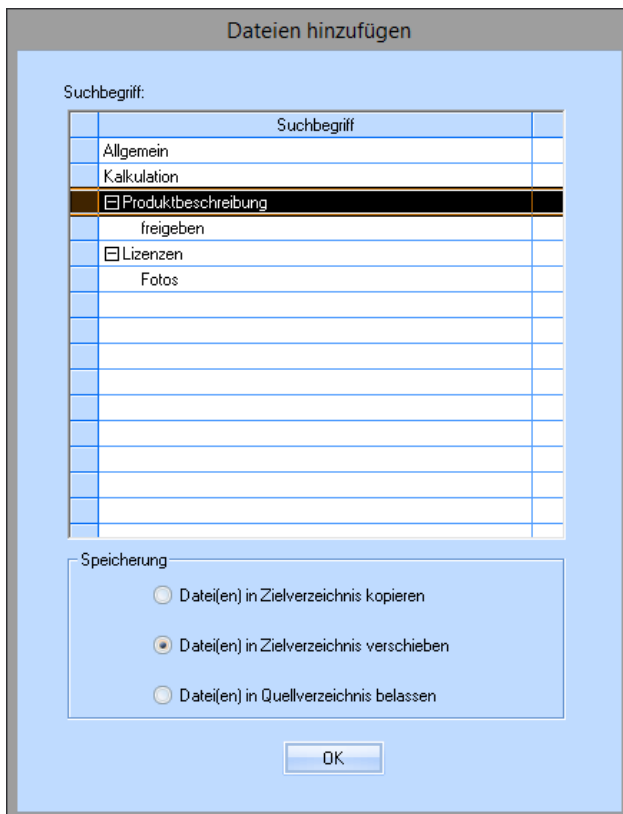 Dateien hinzufügen
Suchbegriff:
Suchbegriff
Allgemein
Kalkulation
Produktbeschreibung
freigeben
Lizenzen
Fotos
Speicherung
Datei(en) in Zielverzeichnis kopieren
Datei(en) in Zielverzeichnis verschieben
Datei(en) in Quellverzeichnis belassen
OK